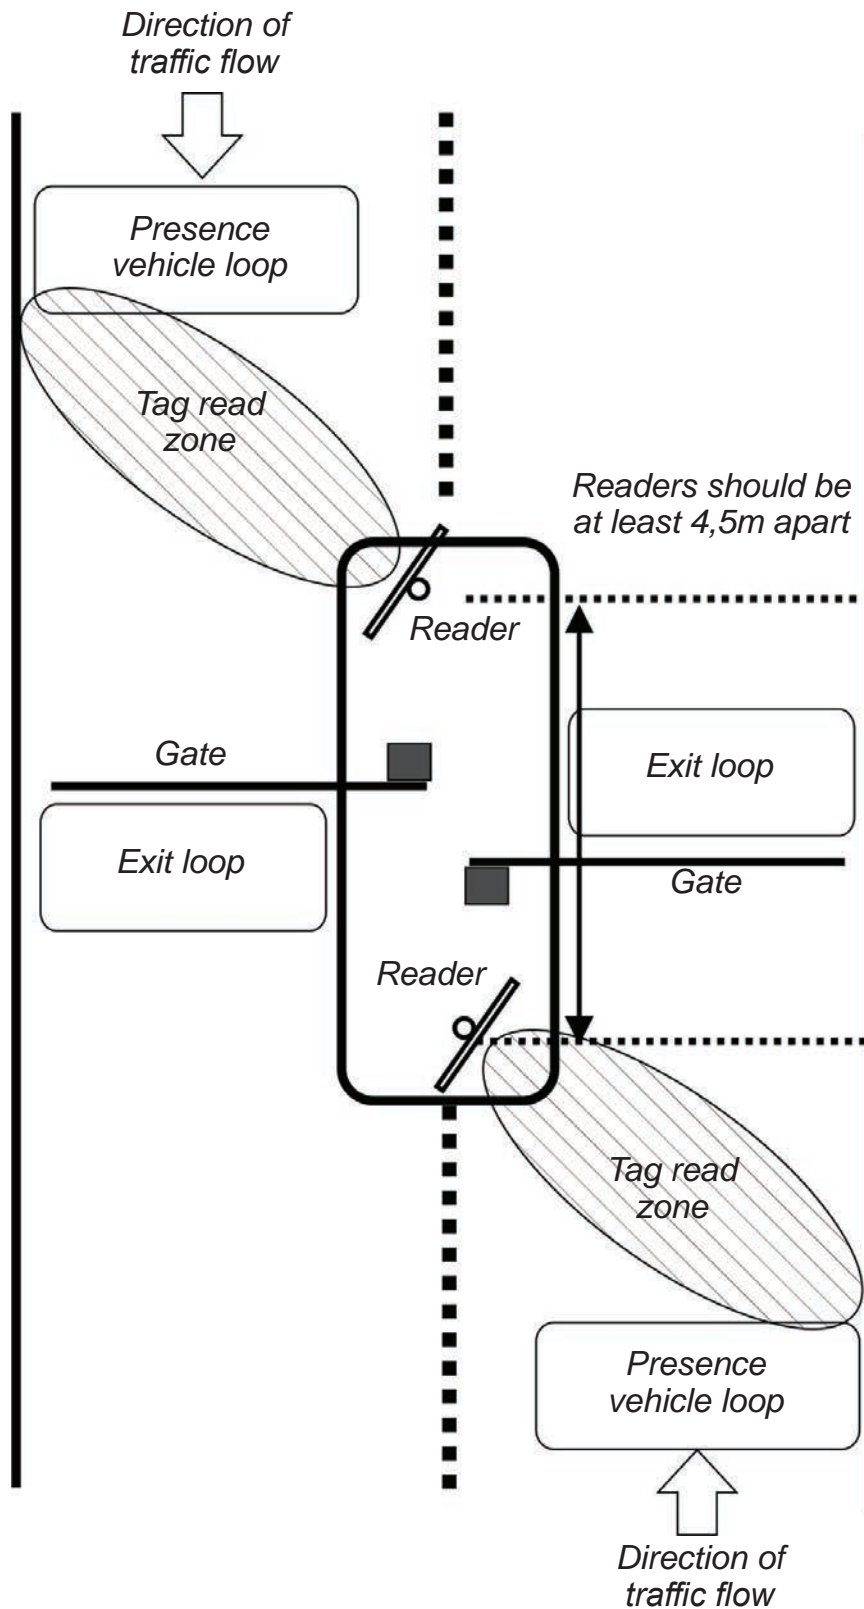 Direction of
traffic flow
Presence
vehicle loop
Tag read
zone
Readers should be
at least 4,5m apart
Reader
Gate
Exit loop
Exit loop
Gate
Reader
Tag read
zone
Presence
vehicle loop
Direction of
traffic flow